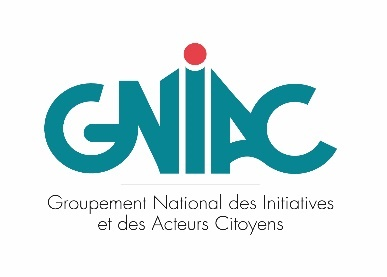 GNIAC
Groupement National des Initiatives
et des Acteurs Citoyens